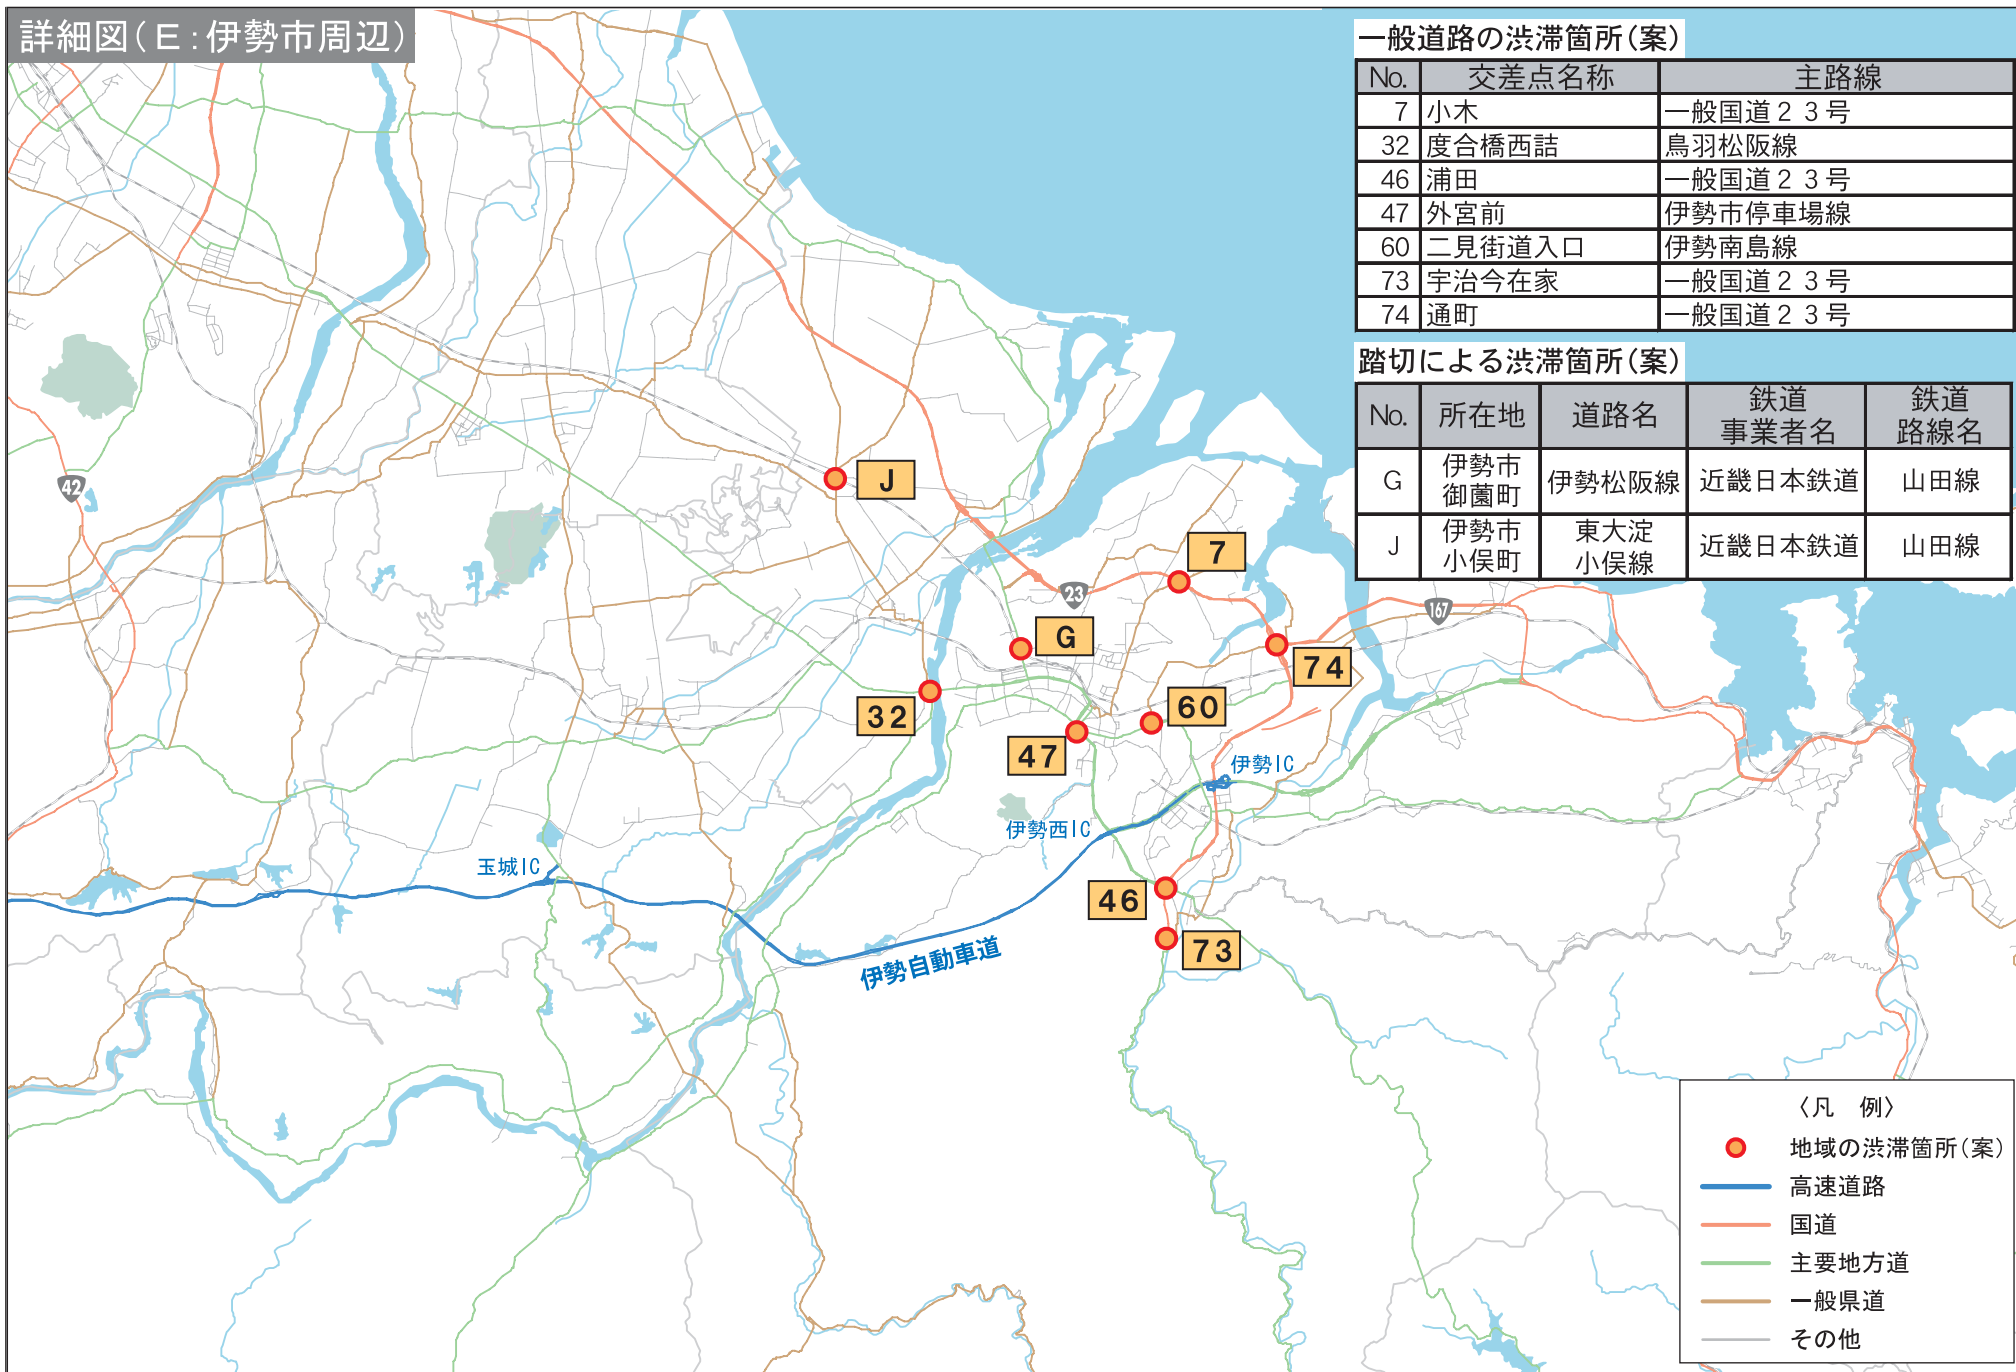 詳細図(E:伊勢市周辺)
一般道路の渋滞箇所(案)
No. 交差点名称 主路線
7 小木 一般国道23号
32 度合橋西詰 鳥羽松阪線
46 浦田 一般国道23号
47 外宮前 伊勢市停車場線
60 二見街道入口 伊勢南島線
73 宇治今在家 一般国道23号
74 通町 一般国道23号
踏切による渋滞箇所(案)
No. 所在地 道路名 鉄道事業者名 鉄道路線名
G 伊勢市御薗町 伊勢松阪線 近畿日本鉄道 山田線
J 伊勢市小俣町 東大淀小俣線 近畿日本鉄道 山田線
42
J
7
23
167
G
74
32
60
47
伊勢IC
伊勢西IC
玉城IC
46
73
伊勢自動車道
〈凡 例〉
地域の渋滞箇所(案)
高速道路
国道
主要地方道
一般県道
その他